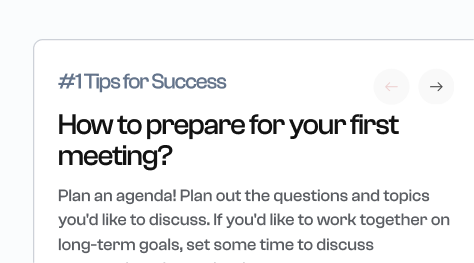 #1 Tips for Success
How to prepare for your first
meeting?
Plan an agenda! Plan out the questions and topics
you'd like to discuss. If you'd like to work together on
long-term goals, set some time to discuss